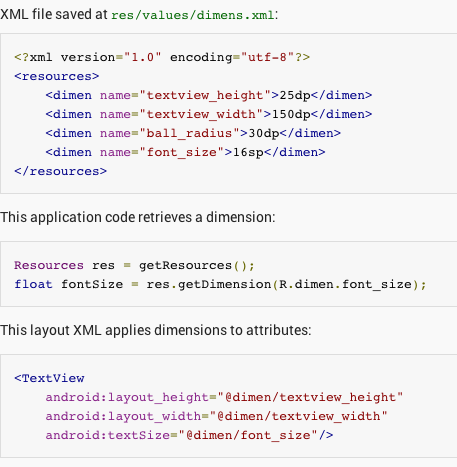 XML file saved at res/values/dimens.xml:
<?xml version="1.0" encoding="utf-8"?>
<resources>
    <dimen name="textview_height">25dp</dimen>
    <dimen name="textview_width">150dp</dimen>
    <dimen name="ball_radius">30dp</dimen>
    <dimen name="font_size">16sp</dimen>
</resources>
This application code retrieves a dimension:
Resources res = getResources();
float fontSize = res.getDimension(R.dimen.font_size);
This layout XML applies dimensions to attributes:
<TextView
    android:layout_height="@dimen/textview_height"
    android:layout_width="@dimen/textview_width"
    android:textSize="@dimen/font_size"/>